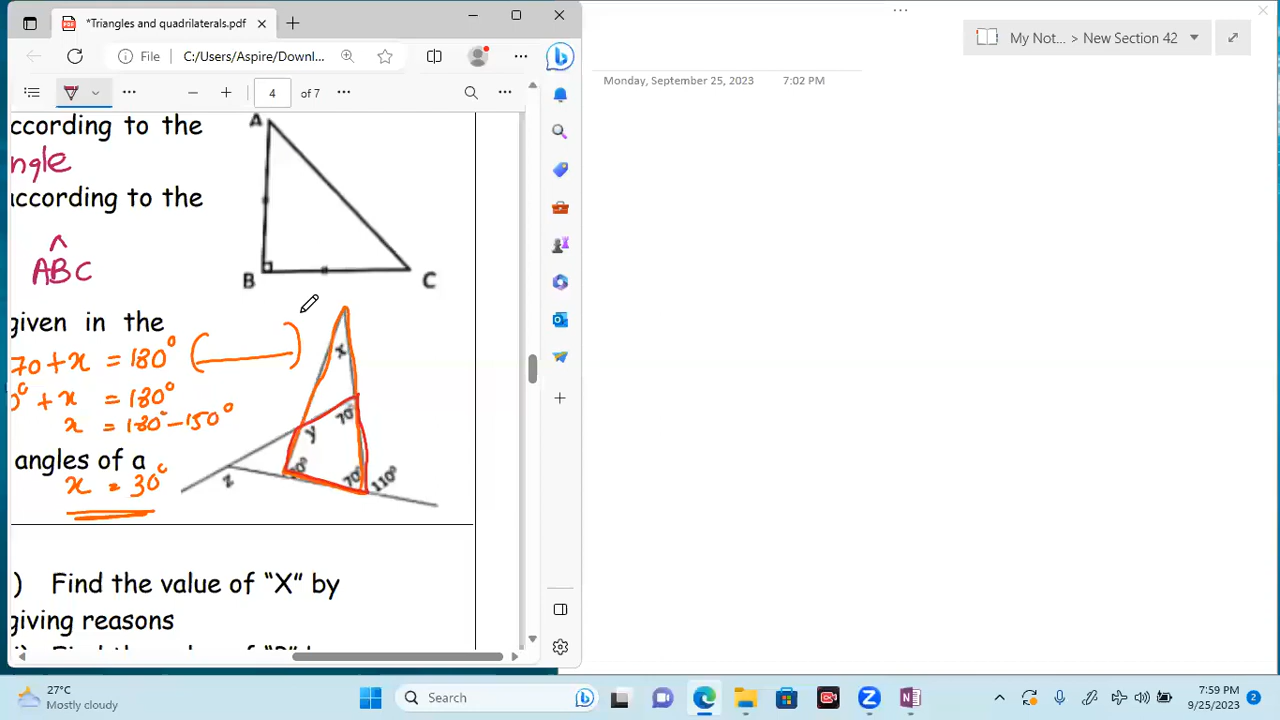 *Triangles and quadrilaterals.pdf
My Not... > New Section 42
File C:/Users/Aspire/Downl...
Monday, September 25, 2023 7:02 PM
4 of 7
ccording to the
A
ngle
according to the
ABC
B C
given in the
70 + x = 180°
x
0° + x = 180°
70°
x = 180° - 150°
y
angles of a
70° 110°
x = 30°
z
) Find the value of “X” by
giving reasons
27°C
Mostly cloudy
Search
7:59 PM
9/25/2023
2